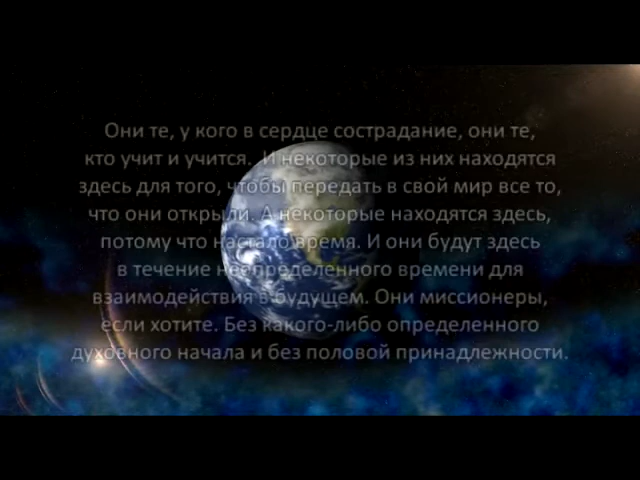 Они те, у кого в сердце сострадание, они те,
кто учит и учится. И некоторые из них находятся
здесь для того, чтобы передать в свой мир все то,
что они открыли. А некоторые находятся здесь,
потому что настало время. И они будут здесь
в течение неопределенного времени для
взаимодействия в будущем. Они миссионеры,
если хотите. Без какого-либо определенного
духовного начала и без половой принадлежности.